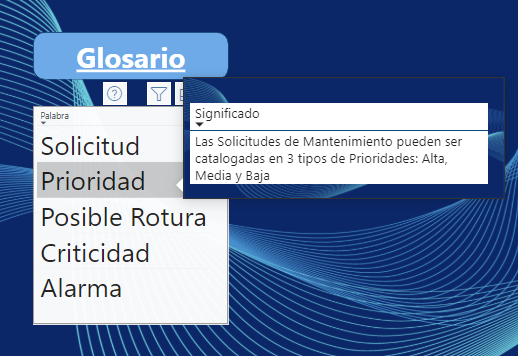 Glosario
Palabra
Solicitud
Prioridad
Posible Rotura
Criticidad
Alarma
Significado
Las Solicitudes de Mantenimiento pueden ser
catalogadas en 3 tipos de Prioridades: Alta,
Media y Baja